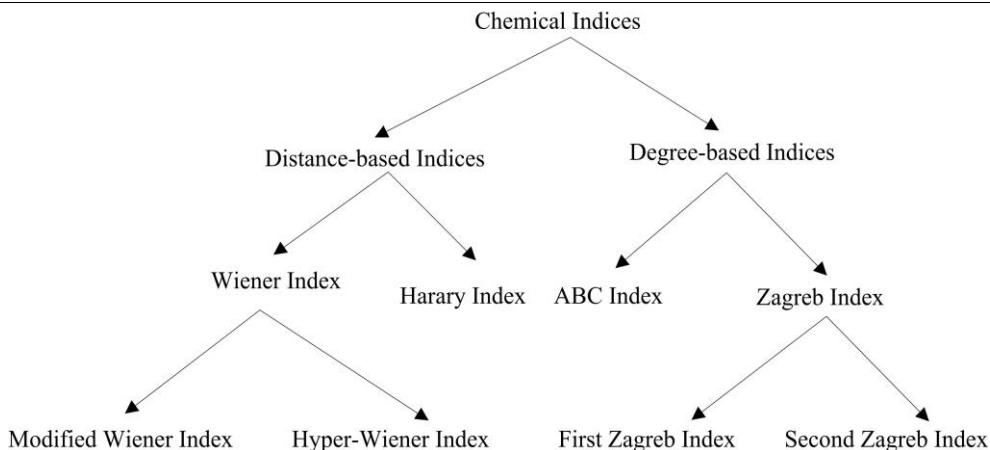 Chemical Indices
Distance-based Indices
Degree-based Indices
Wiener Index
Harary Index
ABC Index
Zagreb Index
Modified Wiener Index
Hyper-Wiener Index
First Zagreb Index
Second Zagreb Index